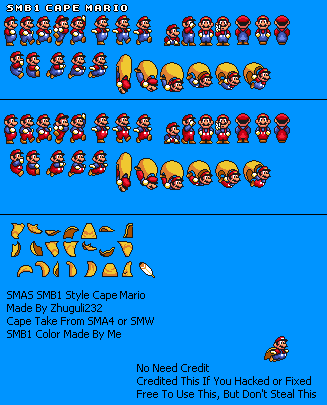 SMB1 CAPE MARIO
SMAS SMB1 Style Cape Mario
Made By Zhuguli232
Cape Take From SMA4 or SMW
SMB1 Color Made By Me
No Need Credit
Credited This If You Hacked or Fixed
Free To Use This, But Don't Steal This